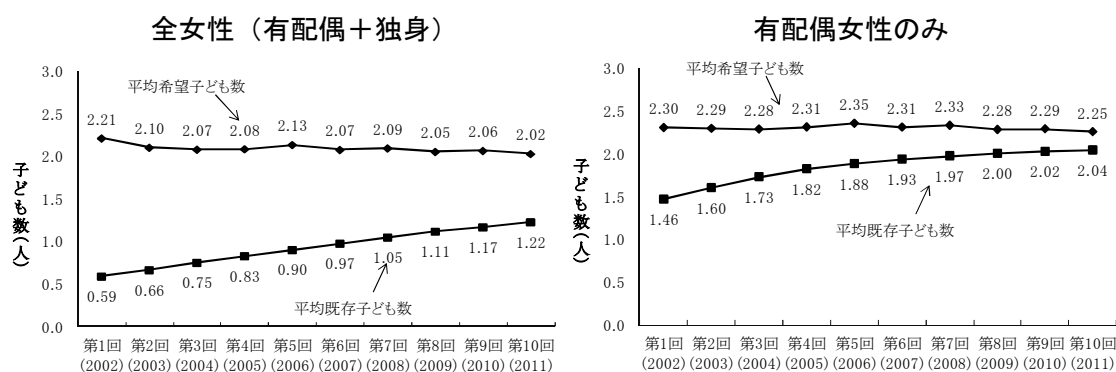 全女性（有配偶＋独身）
3.0
2.5
2.0
1.5
1.0
0.5
0.0
子ども数(人)
平均希望子ども数
2.21 2.10 2.07 2.08 2.13 2.07 2.09 2.05 2.06 2.02
0.59 0.66 0.75 0.83 0.90 0.97 1.05 1.11 1.17 1.22
平均既存子ども数
第1回 第2回 第3回 第4回 第5回 第6回 第7回 第8回 第9回 第10回
(2002) (2003) (2004) (2005) (2006) (2007) (2008) (2009) (2010) (2011)
有配偶女性のみ
3.0
2.5
2.0
1.5
1.0
0.5
0.0
子ども数(人)
平均希望子ども数
2.30 2.29 2.28 2.31 2.35 2.31 2.33 2.28 2.29 2.25
1.46 1.60 1.73 1.82 1.88 1.93 1.97 2.00 2.02 2.04
平均既存子ども数
第1回 第2回 第3回 第4回 第5回 第6回 第7回 第8回 第9回 第10回
(2002) (2003) (2004) (2005) (2006) (2007) (2008) (2009) (2010) (2011)